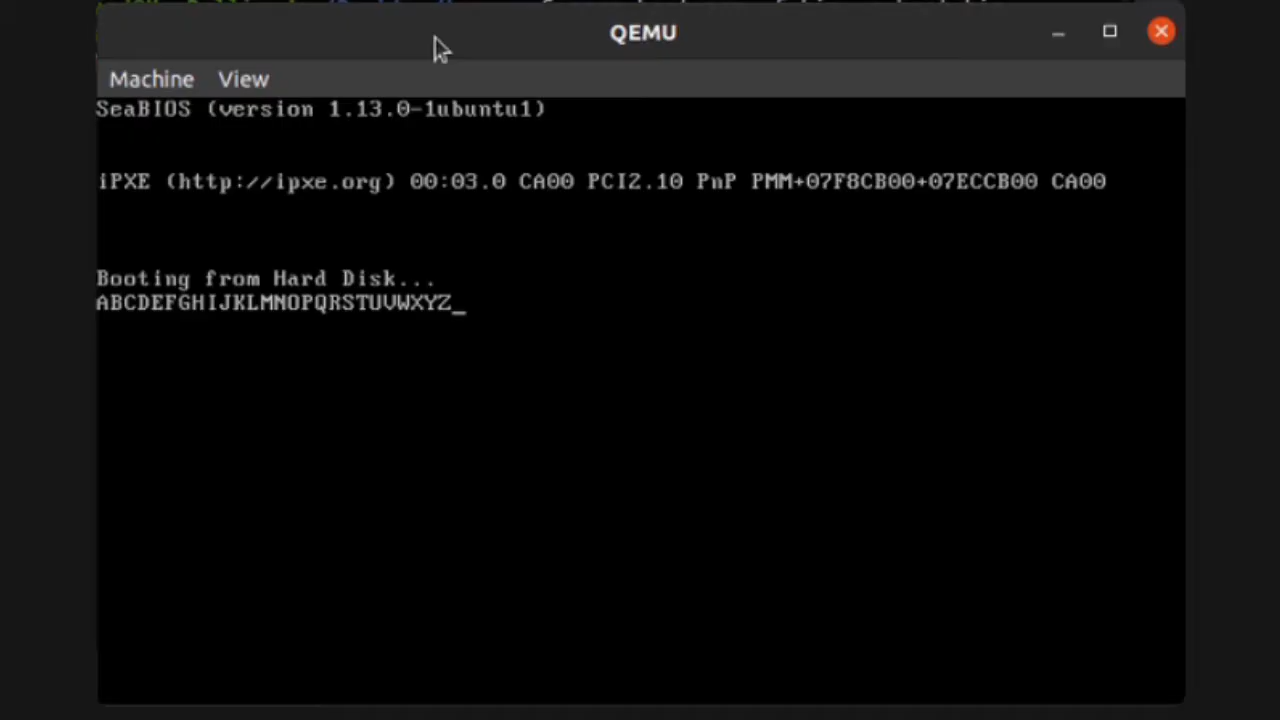 QEMU
Machine View
SeaBIOS (version 1.13.0-1ubuntu1)
iPXE (http://ipxe.org) 00:03.0 CA00 PCI2.10 PnP PMM+07F8CB00+07ECCB00 CA00
Booting from Hard Disk...
ABCDEFGHIJKLMNOPQRSTUVWXYZ_